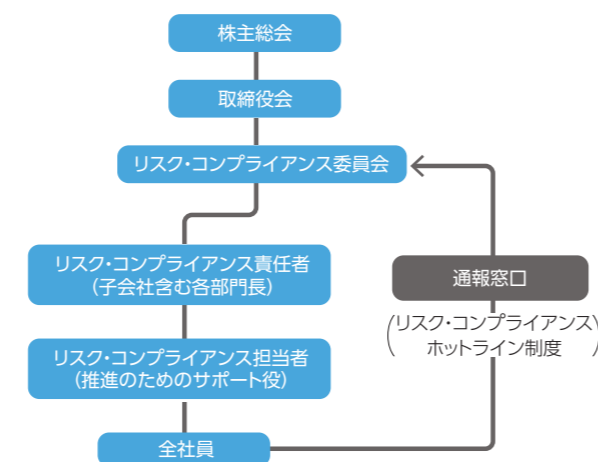 株主総会
取締役会
リスク・コンプライアンス委員会
リスク・コンプライアンス責任者
（子会社含む各部門長）
リスク・コンプライアンス担当者
（推進のためのサポート役）
全社員
通報窓口
（リスク・コンプライアンス
ホットライン制度）